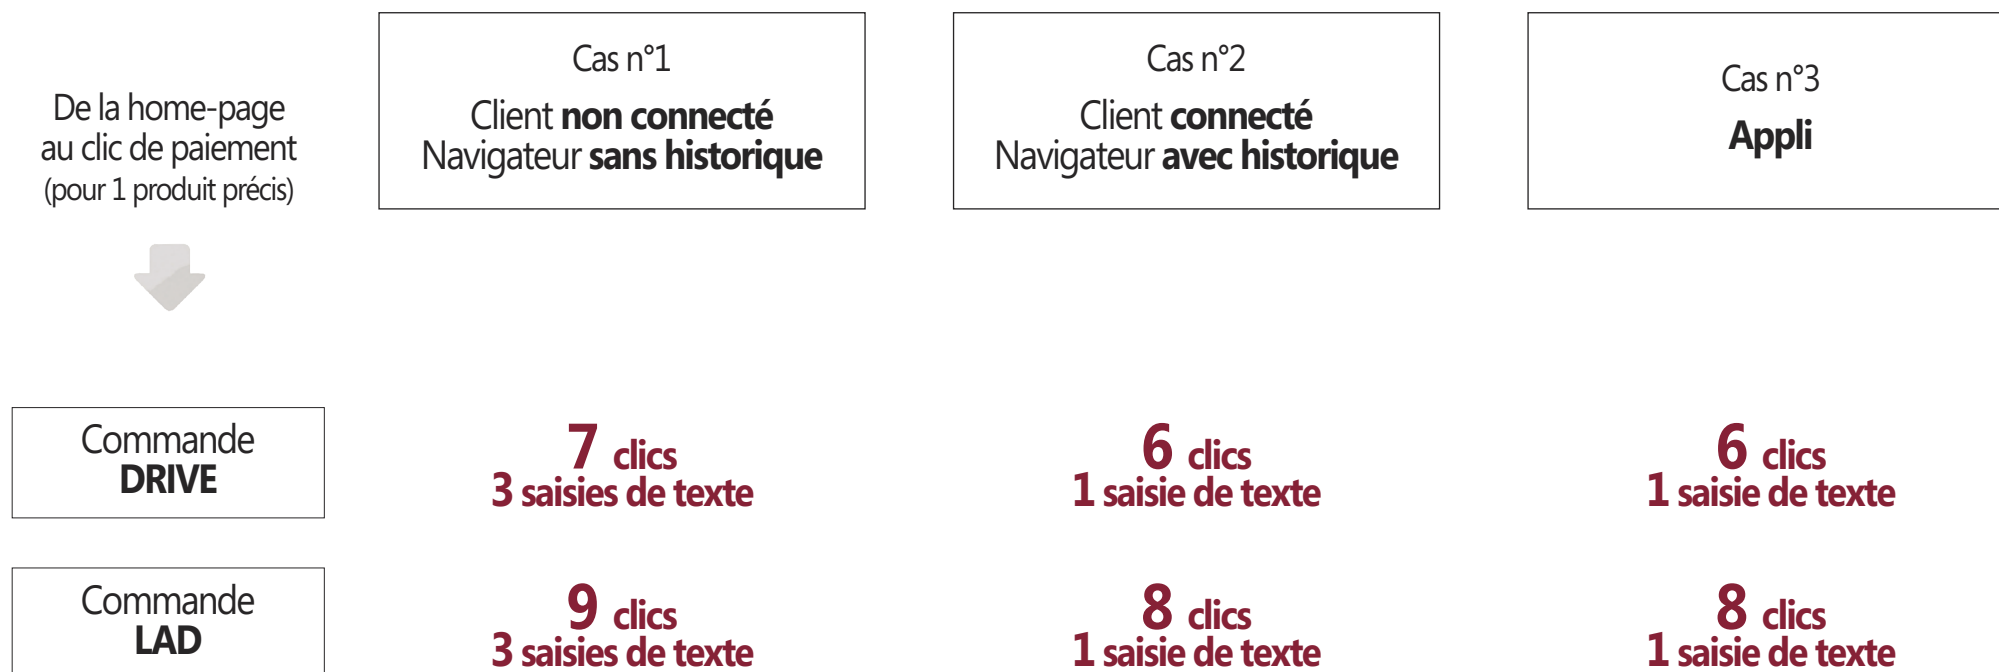 De la home-page
au clic de paiement
(pour 1 produit précis)
Cas n°1
Client non connecté
Navigateur sans historique
Cas n°2
Client connecté
Navigateur avec historique
Cas n°3
Appli
Commande
DRIVE
7 clics
3 saisies de texte
6 clics
1 saisie de texte
6 clics
1 saisie de texte
Commande
LAD
9 clics
3 saisies de texte
8 clics
1 saisie de texte
8 clics
1 saisie de texte